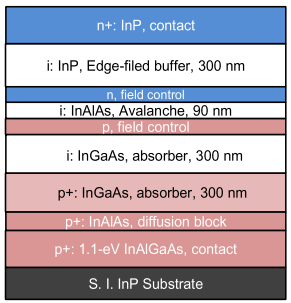 n+: InP, contact
i: InP, Edge-filed buffer, 300 nm
n, field control
i: InAlAs, Avalanche, 90 nm
p, field control
i: InGaAs, absorber, 300 nm
p+: InGaAs, absorber, 300 nm
p+: InAlAs, diffusion block
p+: 1.1-eV InAlGaAs, contact
S. I. InP Substrate